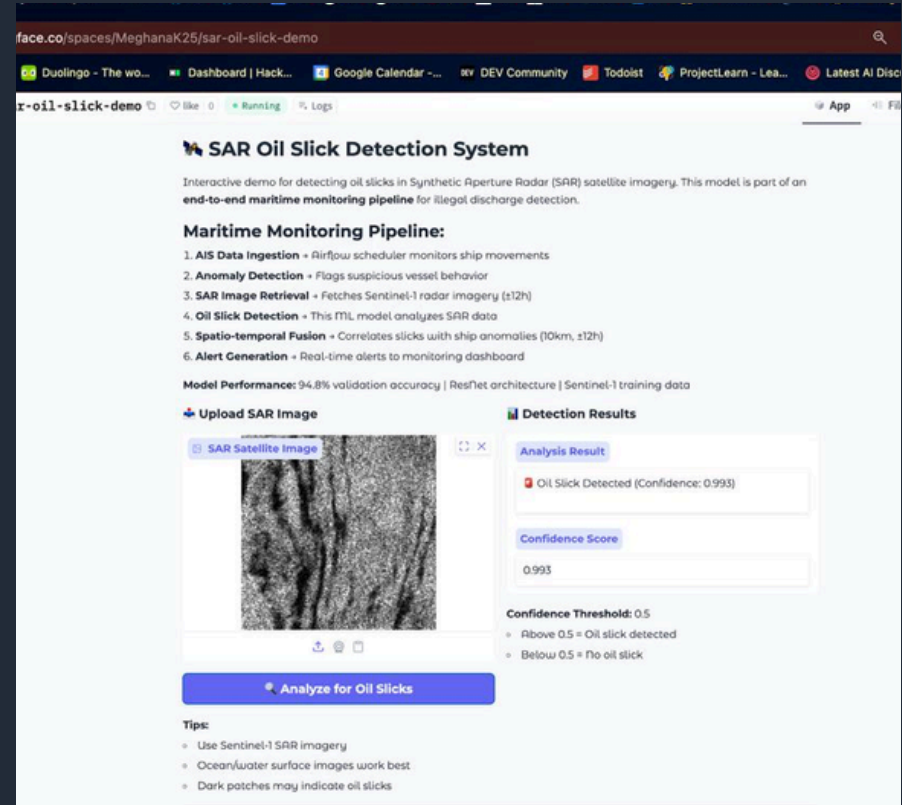 face.co/spaces/MeghanaK25/sar-oil-slick-demo
Duolingo - The wo... Dashboard | Hack... Google Calendar -... DEV DEV Community Todoist ProjectLearn - Lea... Latest AI Disc
r-oil-slick-demo like 0 Running Logs App Fil
SAR Oil Slick Detection System
Interactive demo for detecting oil slicks in Synthetic Aperture Radar (SAR) satellite imagery. This model is part of an
end-to-end maritime monitoring pipeline for illegal discharge detection.
Maritime Monitoring Pipeline:
1. AIS Data Ingestion → Airflow scheduler monitors ship movements
2. Anomaly Detection → Flags suspicious vessel behavior
3. SAR Image Retrieval → Fetches Sentinel-1 radar imagery (±12h)
4. Oil Slick Detection → This ML model analyzes SAR data
5. Spatio-temporal Fusion → Correlates slicks with ship anomalies (10km, ±12h)
6. Alert Generation → Real-time alerts to monitoring dashboard
Model Performance: 94.8% validation accuracy | ResNet architecture | Sentinel-1 training data
Upload SAR Image
SAR Satellite Image
Analyze for Oil Slicks
Tips:
Use Sentinel-1 SAR imagery
Ocean/water surface images work best
Dark patches may indicate oil slicks
Detection Results
Analysis Result
Oil Slick Detected (Confidence: 0.993)
Confidence Score
0.993
Confidence Threshold: 0.5
Above 0.5 = Oil slick detected
Below 0.5 = No oil slick